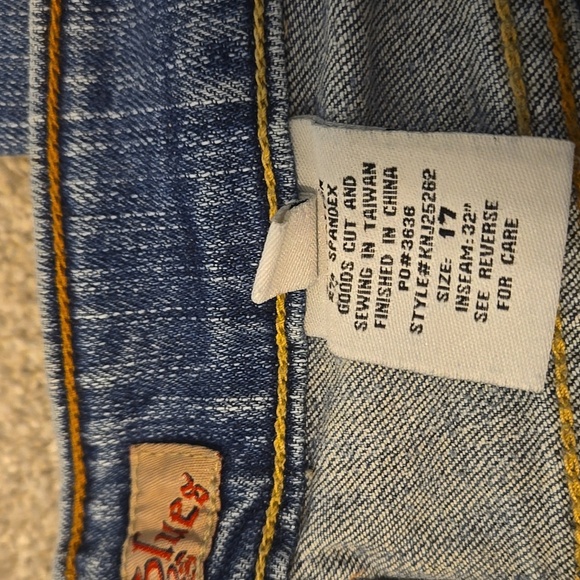 SPANDEX
GOODS CUT AND
SEWING IN TAIWAN
FINISHED IN CHINA
PO#3636
STYLE#KNJ25262
SIZE: 17
INSEAM: 32"
SEE REVERSE
FOR CARE
blues